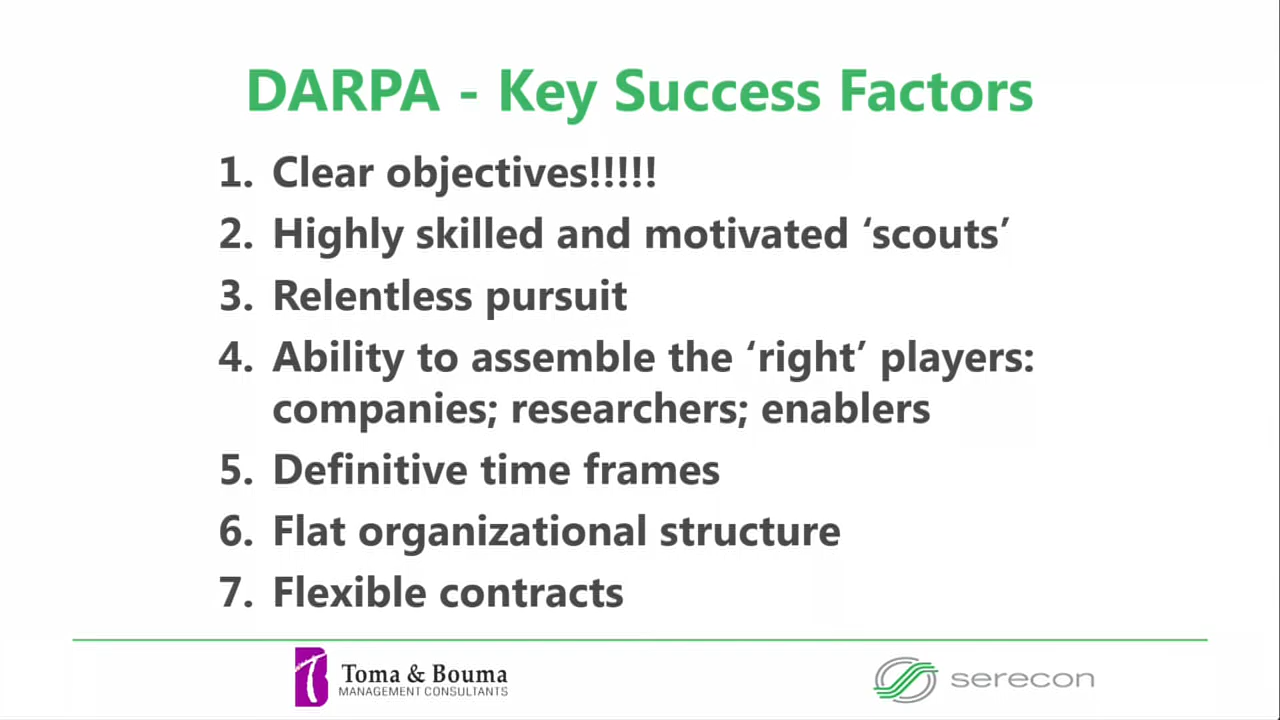 DARPA - Key Success Factors
1. Clear objectives!!!!!
2. Highly skilled and motivated ‘scouts’
3. Relentless pursuit
4. Ability to assemble the ‘right’ players:
companies; researchers; enablers
5. Definitive time frames
6. Flat organizational structure
7. Flexible contracts
Toma & Bouma
MANAGEMENT CONSULTANTS
serecon